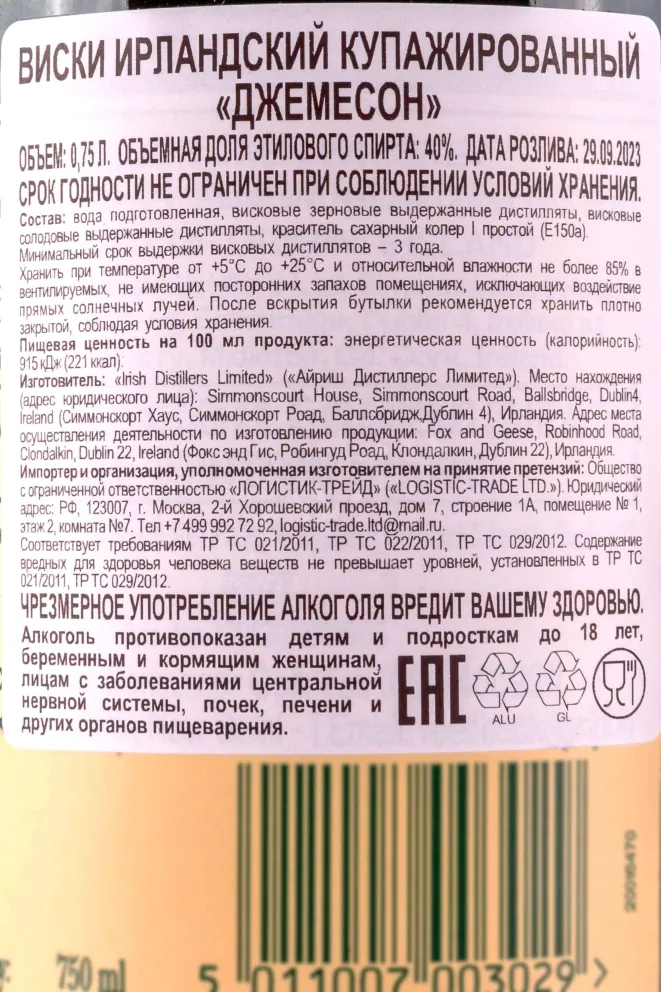 ВИСКИ ИРЛАНДСКИЙ КУПАЖИРОВАННЫЙ
«ДЖЕМЕСОН»
ОБЪЕМ: 0,75 Л. ОБЪЕМНАЯ ДОЛЯ ЭТИЛОВОГО СПИРТА: 40%. ДАТА РОЗЛИВА: 29.09.2023
СРОК ГОДНОСТИ НЕ ОГРАНИЧЕН ПРИ СОБЛЮДЕНИИ УСЛОВИЙ ХРАНЕНИЯ.
Состав: вода подготовленная, висковые зерновые выдержанные дистилляты, висковые
солодовые выдержанные дистилляты, краситель сахарный колер I простой (Е150а).
Минимальный срок выдержки висковых дистиллятов – 3 года.
Хранить при температуре от +5°С до +25°С и относительной влажности не более 85% в
вентилируемых, не имеющих посторонних запахов помещениях, исключающих воздействие
прямых солнечных лучей. После вскрытия бутылки рекомендуется хранить плотно
закрытой, соблюдая условия хранения.
Пищевая ценность на 100 мл продукта: энергетическая ценность (калорийность):
915 кДж (221 ккал).
Изготовитель: «Irish Distillers Limited» («Айриш Дистиллерс Лимитед»). Место нахождения
(адрес юридического лица): Simmonscourt House, Simmonscourt Road, Ballsbridge, Dublin4,
Ireland (Симмонскорт Хаус, Симмонскорт Роад, Баллсбридж,Дублин 4), Ирландия. Адрес места
осуществления деятельности по изготовлению продукции: Fox and Geese, Robinhood Road,
Clondalkin, Dublin 22, Ireland (Фокс энд Гис, Робингуд Роад, Клондалкин, Дублин 22), Ирландия.
Импортер и организация, уполномоченная изготовителем на принятие претензий: Общество
с ограниченной ответственностью «ЛОГИСТИК-ТРЕЙД» («LOGISTIC-TRADE LTD.»). Юридический
адрес: РФ, 123007, г. Москва, 2-й Хорошевский проезд, дом 7, строение 1А, помещение № 1,
этаж 2, комната №7. Тел +7 499 992 72 92, logistic-trade.ltd@mail.ru.
Соответствует требованиям ТР ТС 021/2011, ТР ТС 022/2011, ТР ТС 029/2012. Содержание
вредных для здоровья человека веществ не превышает уровней, установленных в ТР ТС
021/2011, ТР ТС 029/2012.
ЧРЕЗМЕРНОЕ УПОТРЕБЛЕНИЕ АЛКОГОЛЯ ВРЕДИТ ВАШЕМУ ЗДОРОВЬЮ.
Алкоголь противопоказан детям и подросткам до 18 лет,
беременным и кормящим женщинам,
лицам с заболеваниями центральной
нервной системы, почек, печени и
других органов пищеварения.
EAC
ALU
GL
20016470
750 ml
5 011007 003029 >